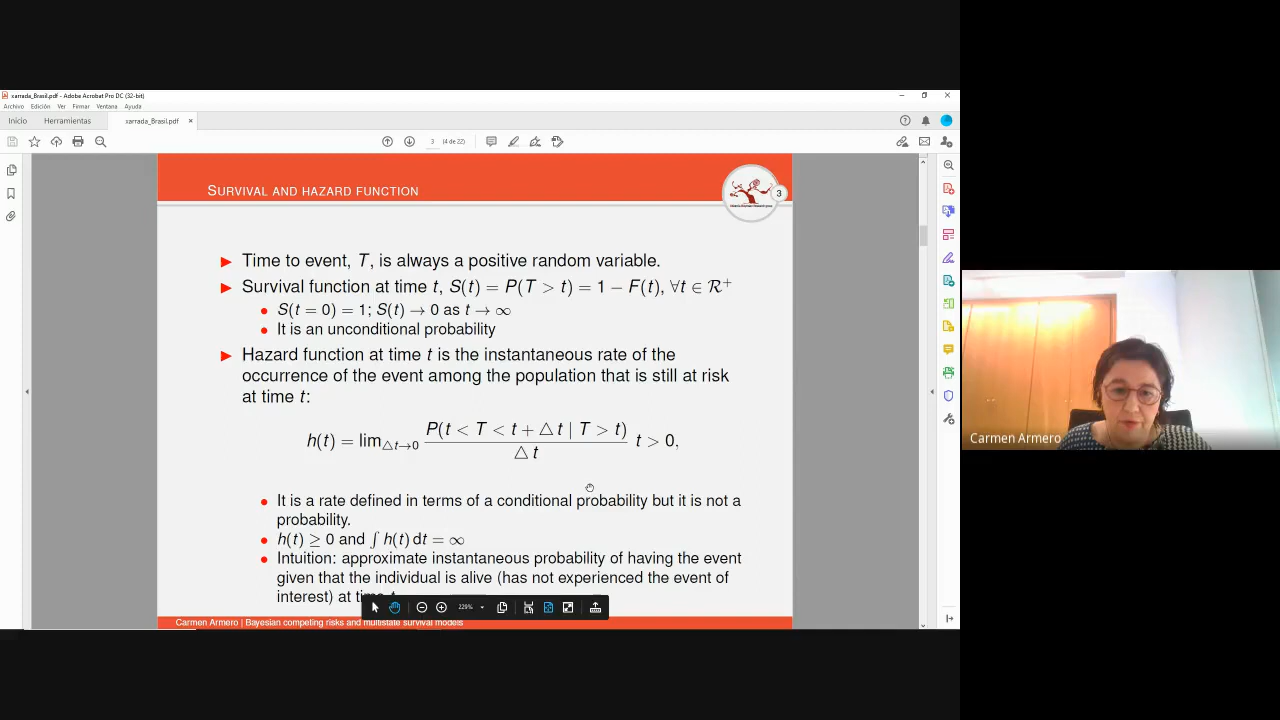 xarrada_Brasil.pdf - Adobe Acrobat Pro DC (32-bit)
Archivo Edición Ver Firmar Ventana Ayuda
Inicio Herramientas xarrada_Brasil.pdf ×
3 (4 de 22)
SURVIVAL AND HAZARD FUNCTION
3
► Time to event, T, is always a positive random variable.
► Survival function at time t, S(t) = P(T > t) = 1 − F(t), ∀t ∈ R⁺
• S(t = 0) = 1; S(t) → 0 as t → ∞
• It is an unconditional probability
► Hazard function at time t is the instantaneous rate of the
occurrence of the event among the population that is still at risk
at time t:
h(t) = lim△t→0 P(t < T < t + △t | T > t) / △t t > 0,
• It is a rate defined in terms of a conditional probability but it is not a
probability.
• h(t) ≥ 0 and ∫ h(t) dt = ∞
• Intuition: approximate instantaneous probability of having the event
given that the individual is alive (has not experienced the event of
interest) at time
229%
Carmen Armero | Bayesian competing risks and multistate survival models
Carmen Armero